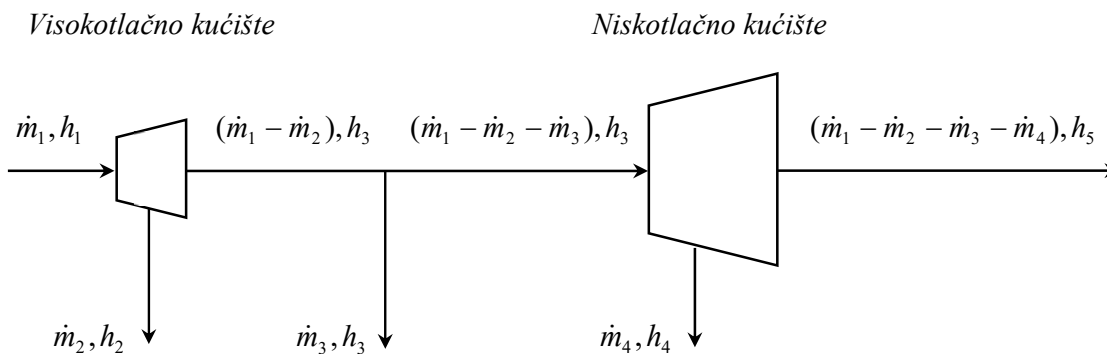 Visokotlačno kućište Niskotlačno kućište
ṁ₁, h₁ (ṁ₁ − ṁ₂), h₃ (ṁ₁ − ṁ₂ − ṁ₃), h₃ (ṁ₁ − ṁ₂ − ṁ₃ − ṁ₄), h₅
ṁ₂, h₂ ṁ₃, h₃ ṁ₄, h₄